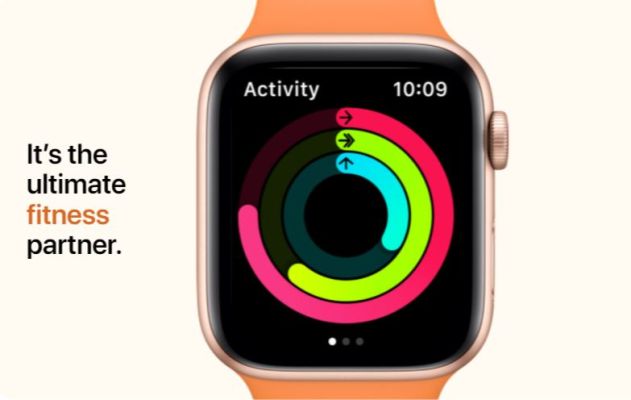 It's the
ultimate
fitness
partner.
Activity
10:09